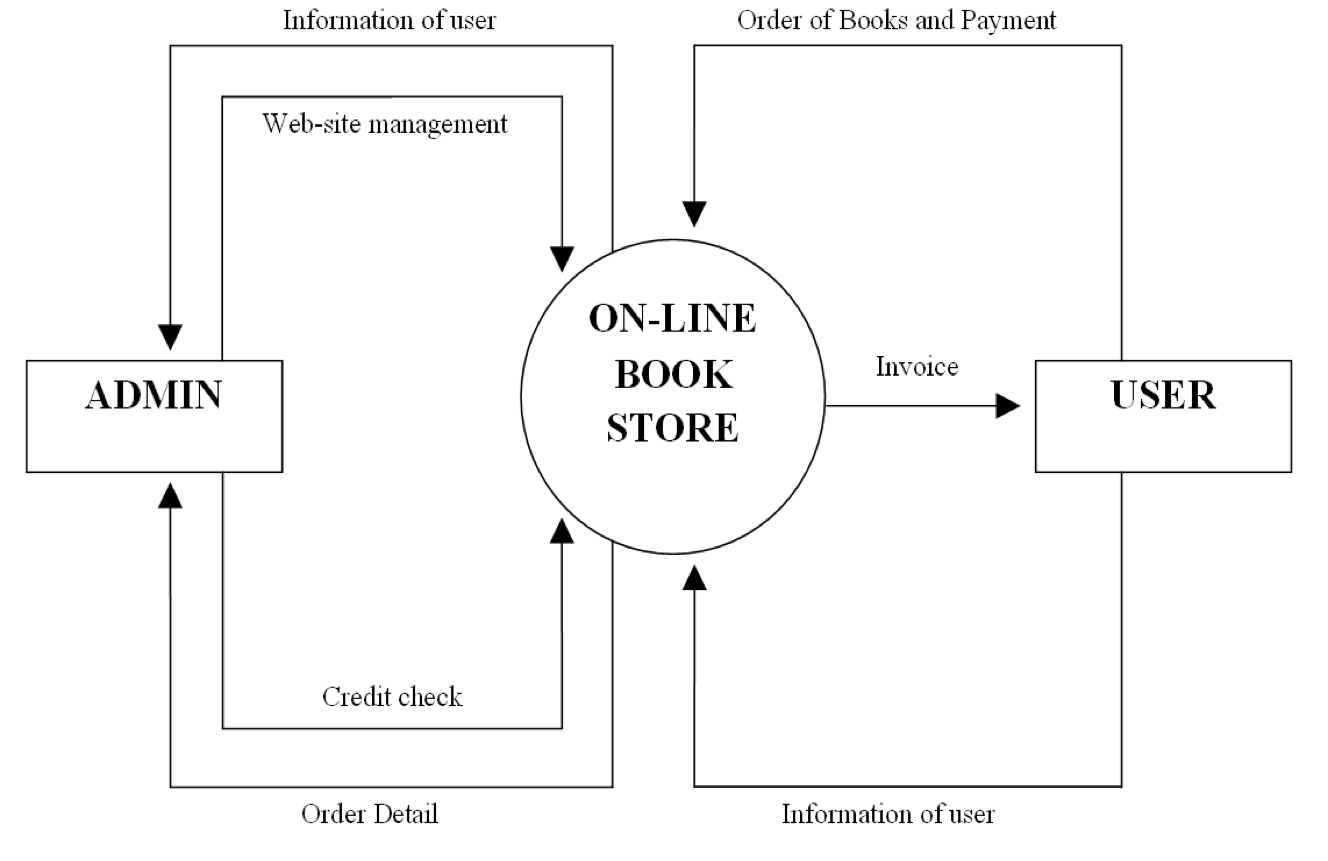 Information of user
Order of Books and Payment
Web-site management
ON-LINE
BOOK
STORE
Invoice
ADMIN
USER
Credit check
Order Detail
Information of user